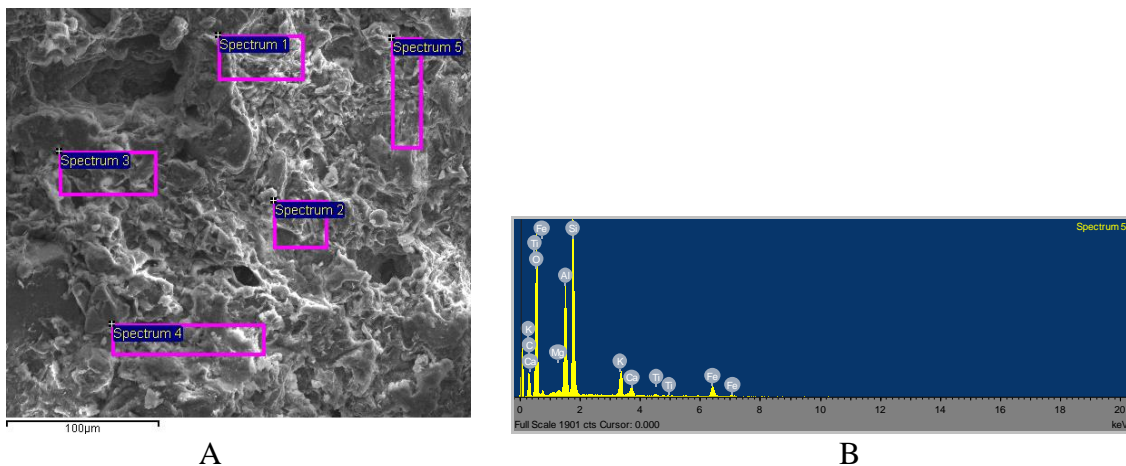 Spectrum 1
Spectrum 5
Spectrum 3
Spectrum 2
Spectrum 4
100µm
A
Spectrum 5
Fe
Si
Ti
O
Al
K
C
Ca
Mg
K
Ca
Ti
Ti
Fe
Fe
0 2 4 6 8 10 12 14 16 18 20
Full Scale 1901 cts Cursor: 0.000 keV
B